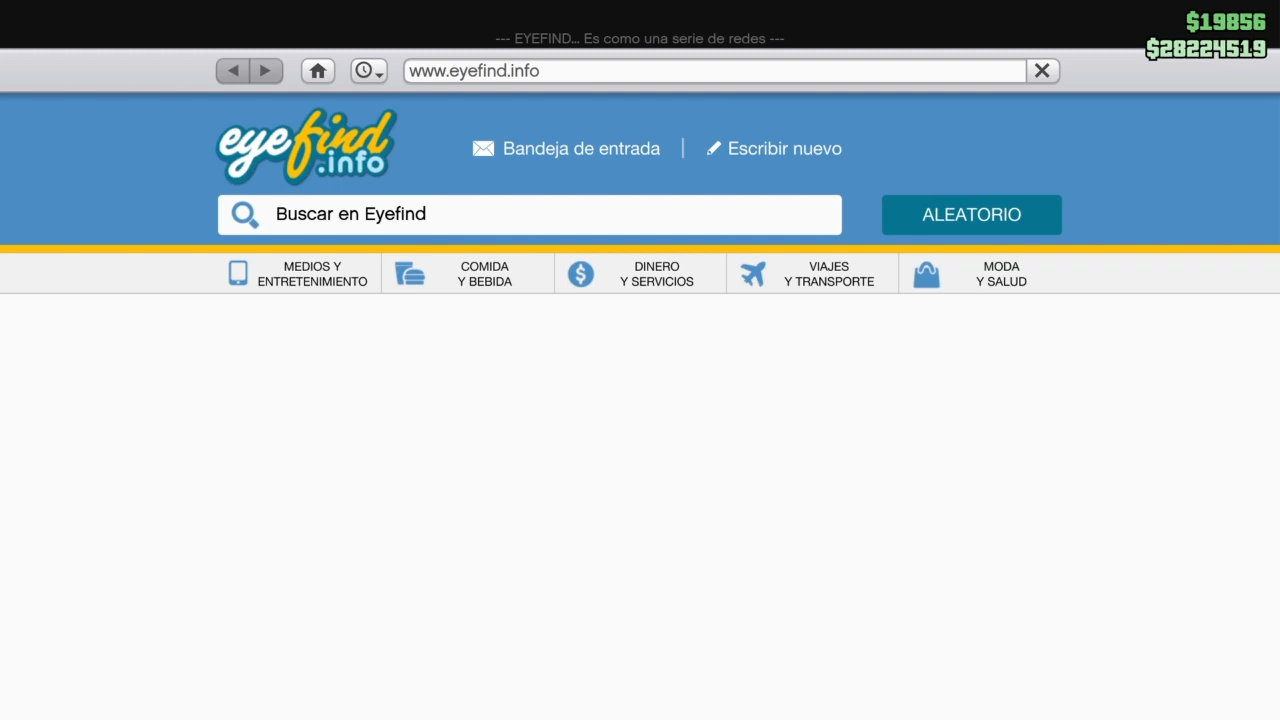 $19856
--- EYEFIND... Es como una serie de redes ---
$28224519
www.eyefind.info
eyefind
.info
Bandeja de entrada
Escribir nuevo
Buscar en Eyefind
ALEATORIO
MEDIOS Y
ENTRETENIMIENTO
COMIDA
Y BEBIDA
DINERO
Y SERVICIOS
VIAJES
Y TRANSPORTE
MODA
Y SALUD